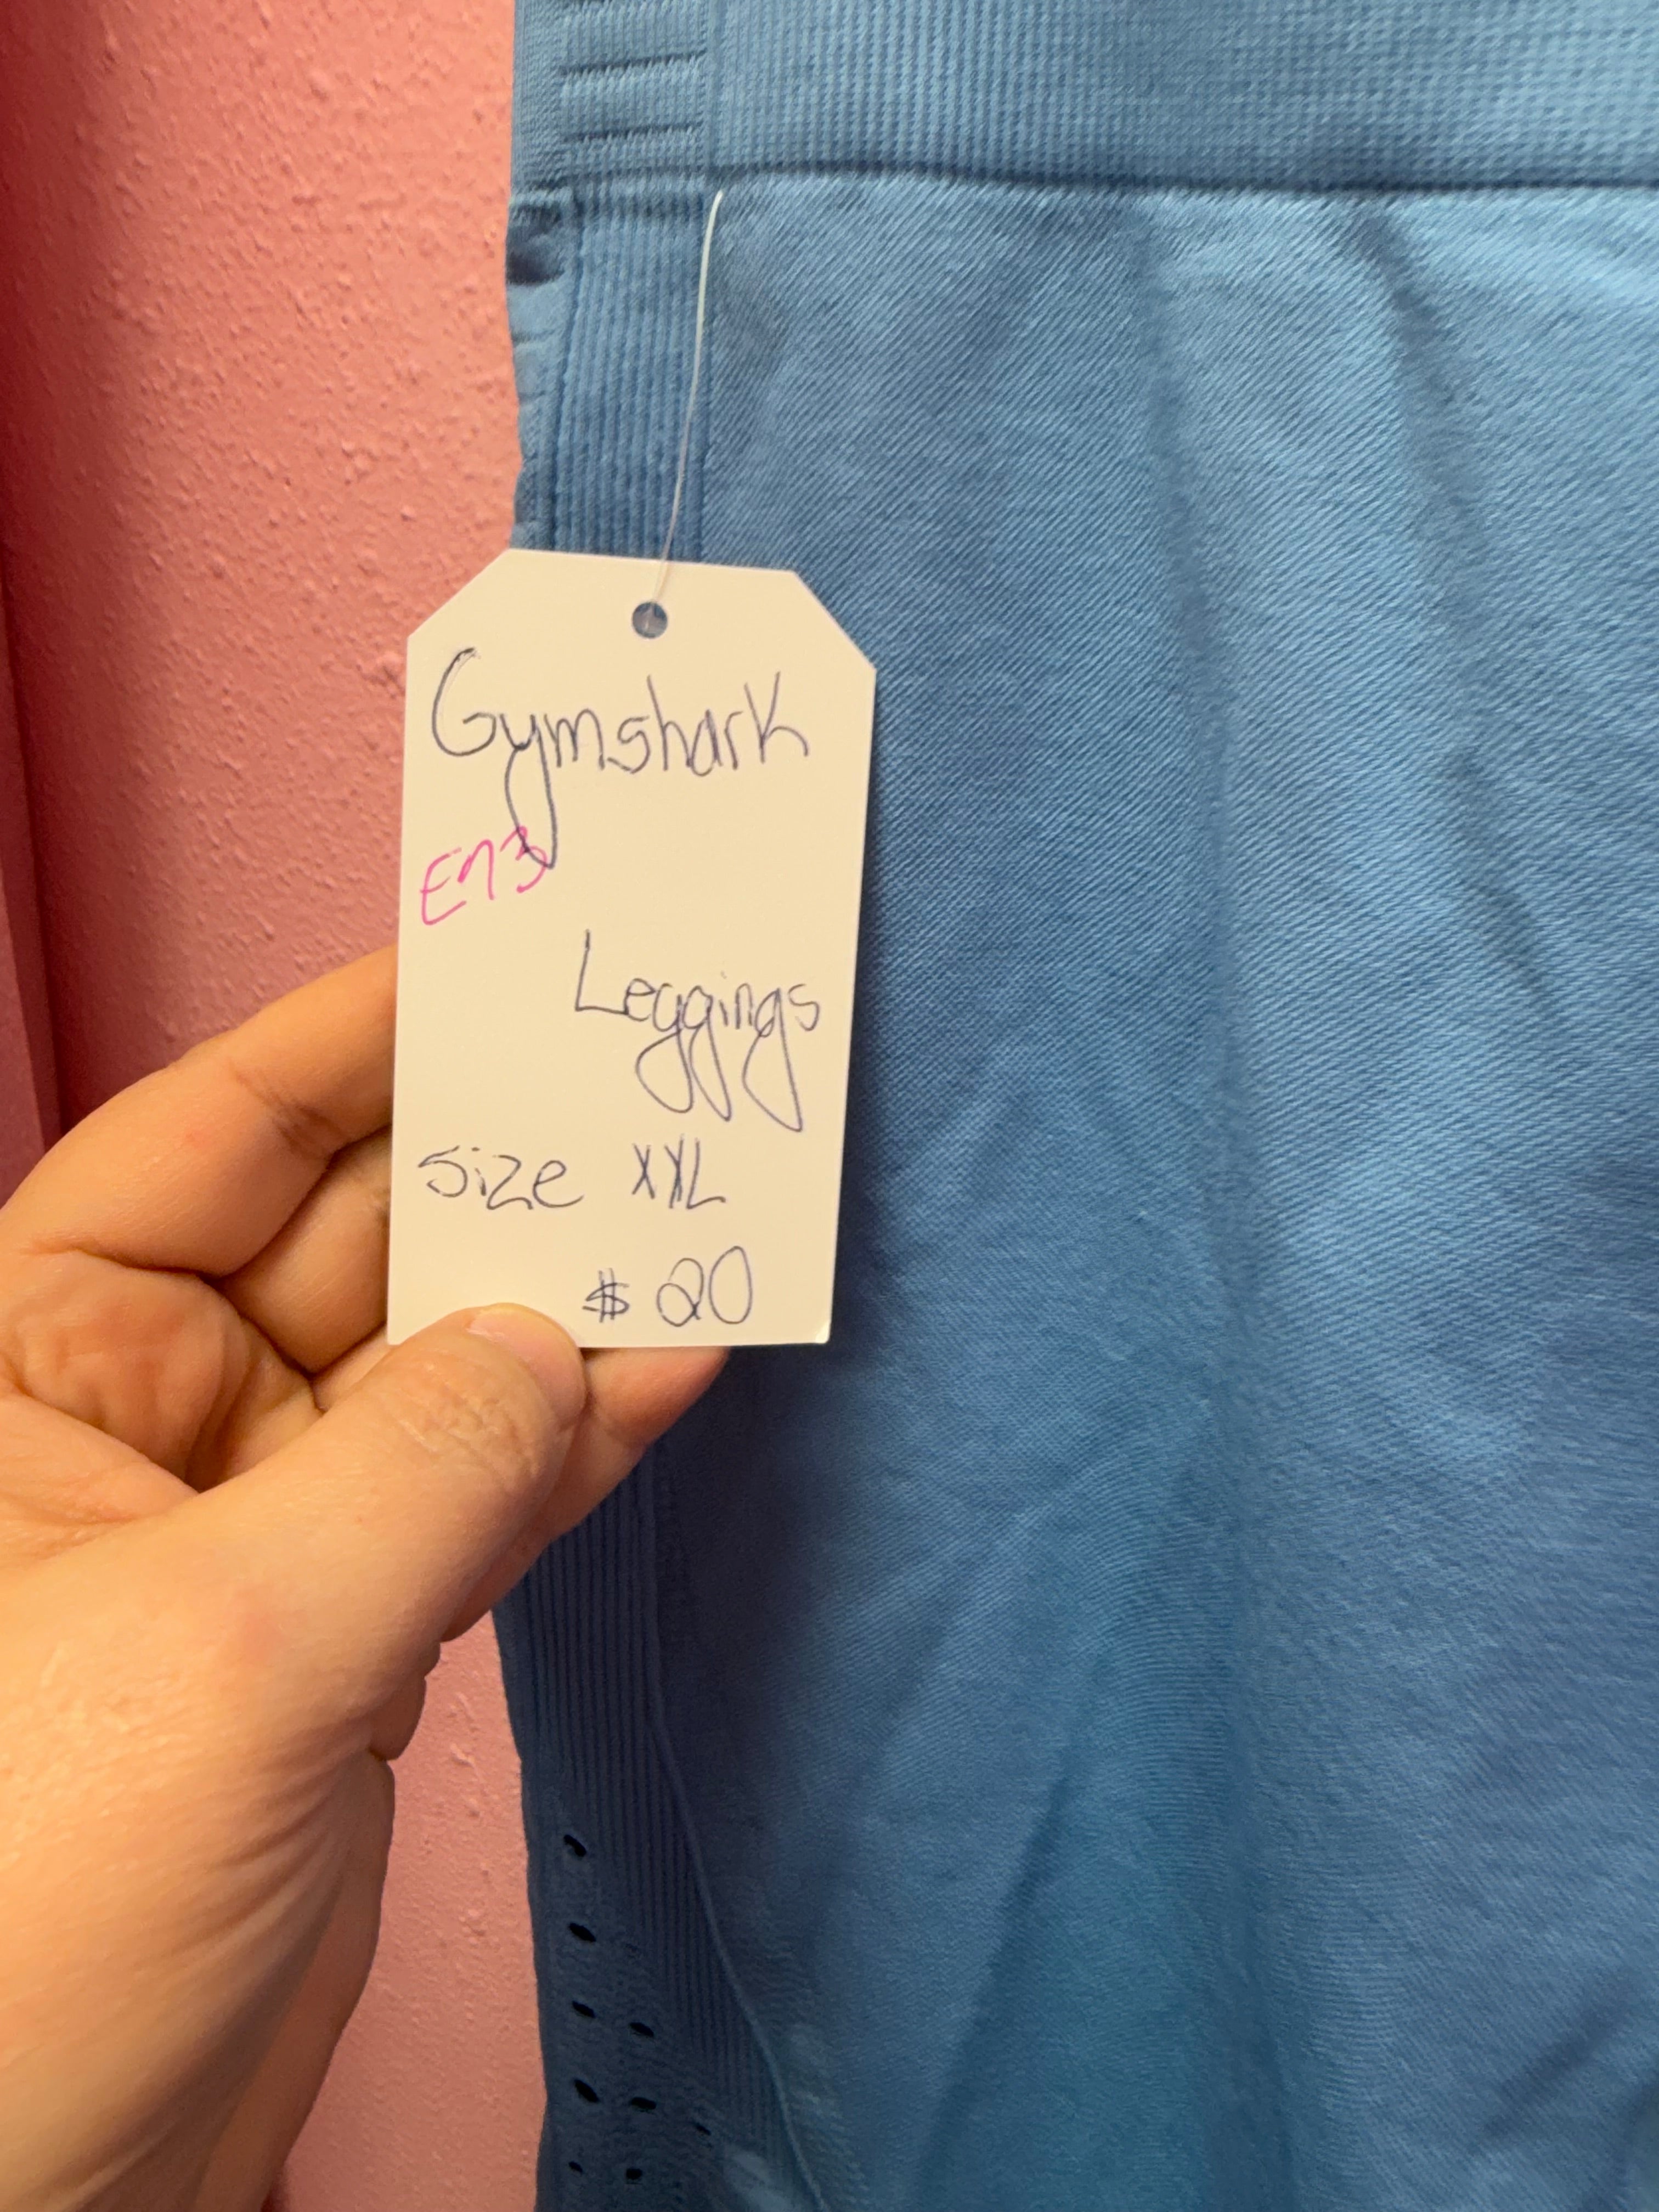 Gymshark
E73
Leggings
Size XXL
$ 20